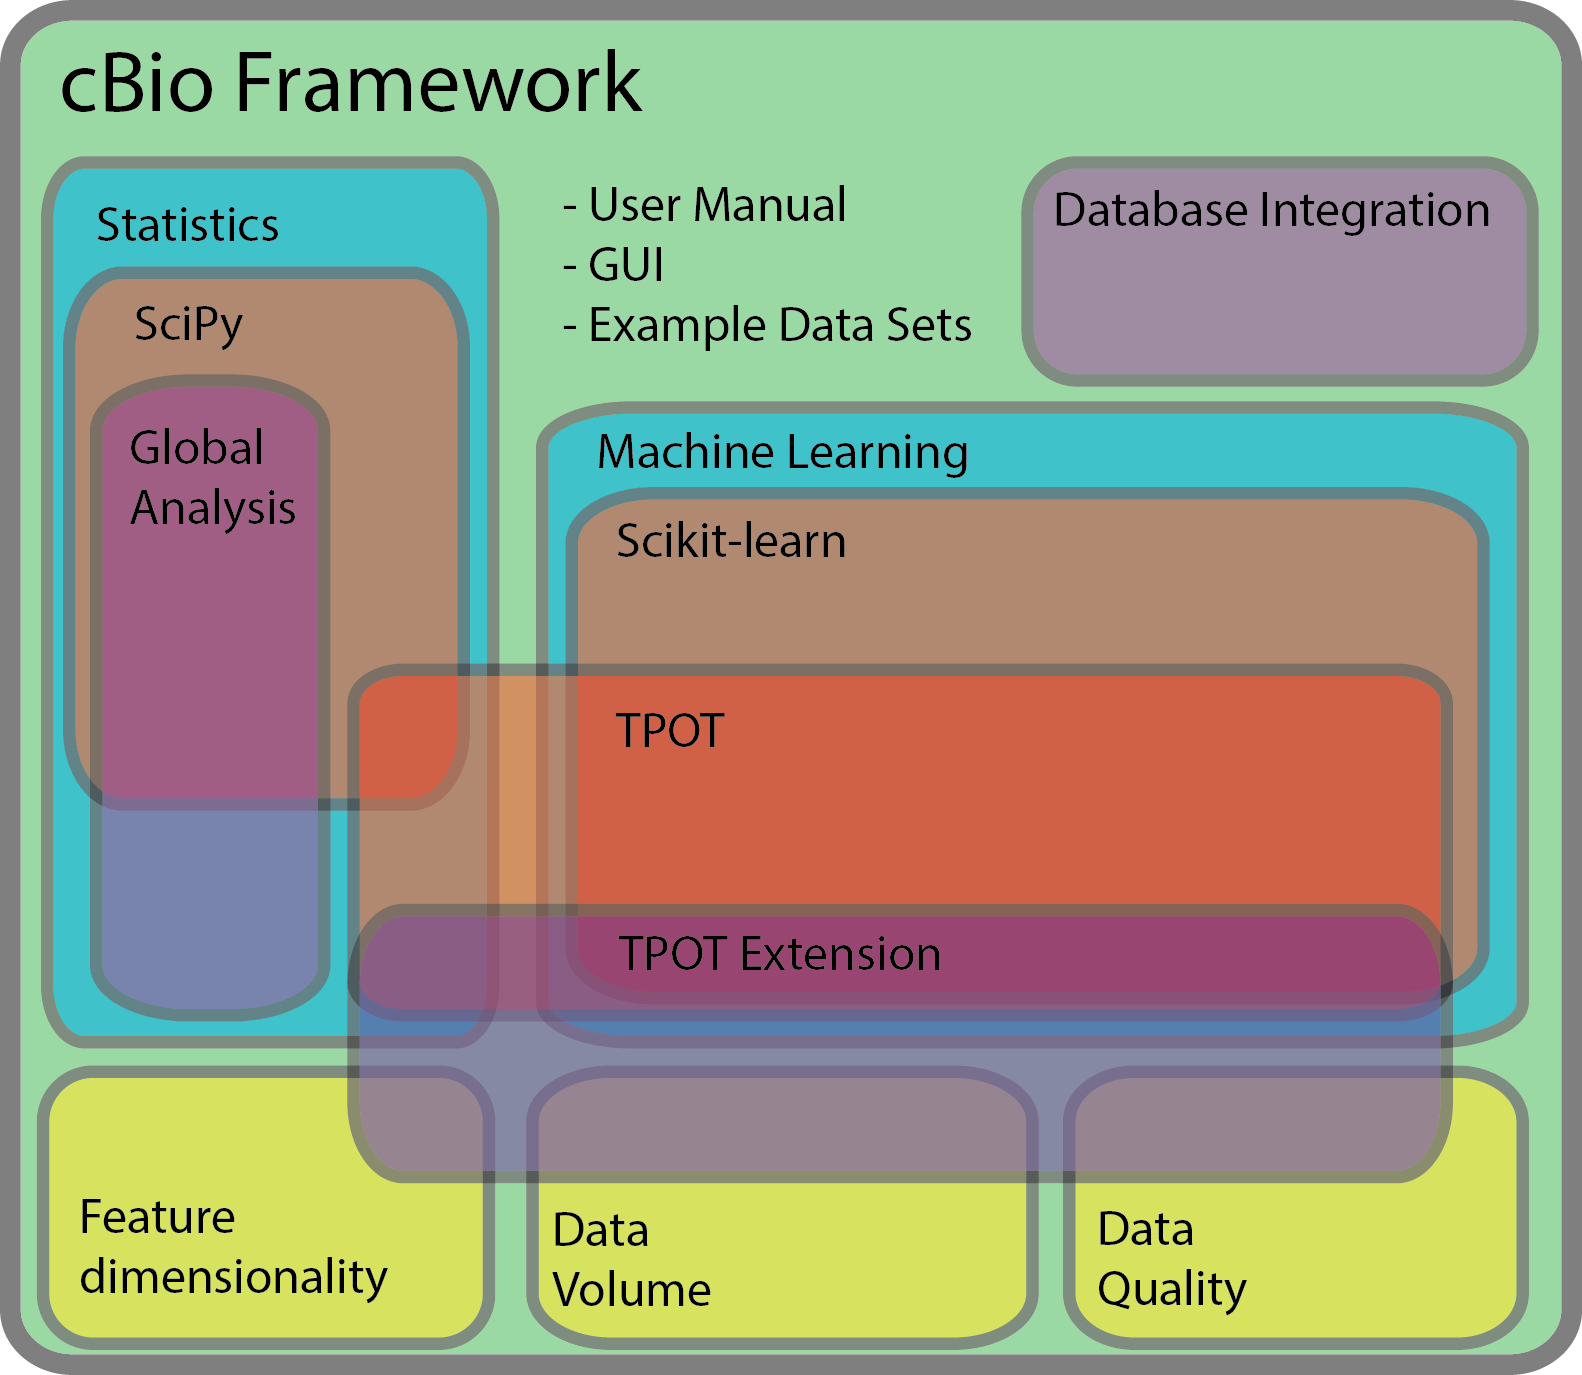 cBio Framework
Statistics
SciPy
Global
Analysis
- User Manual
- GUI
- Example Data Sets
Database Integration
Machine Learning
Scikit-learn
TPOT
TPOT Extension
Feature
dimensionality
Data
Volume
Data
Quality